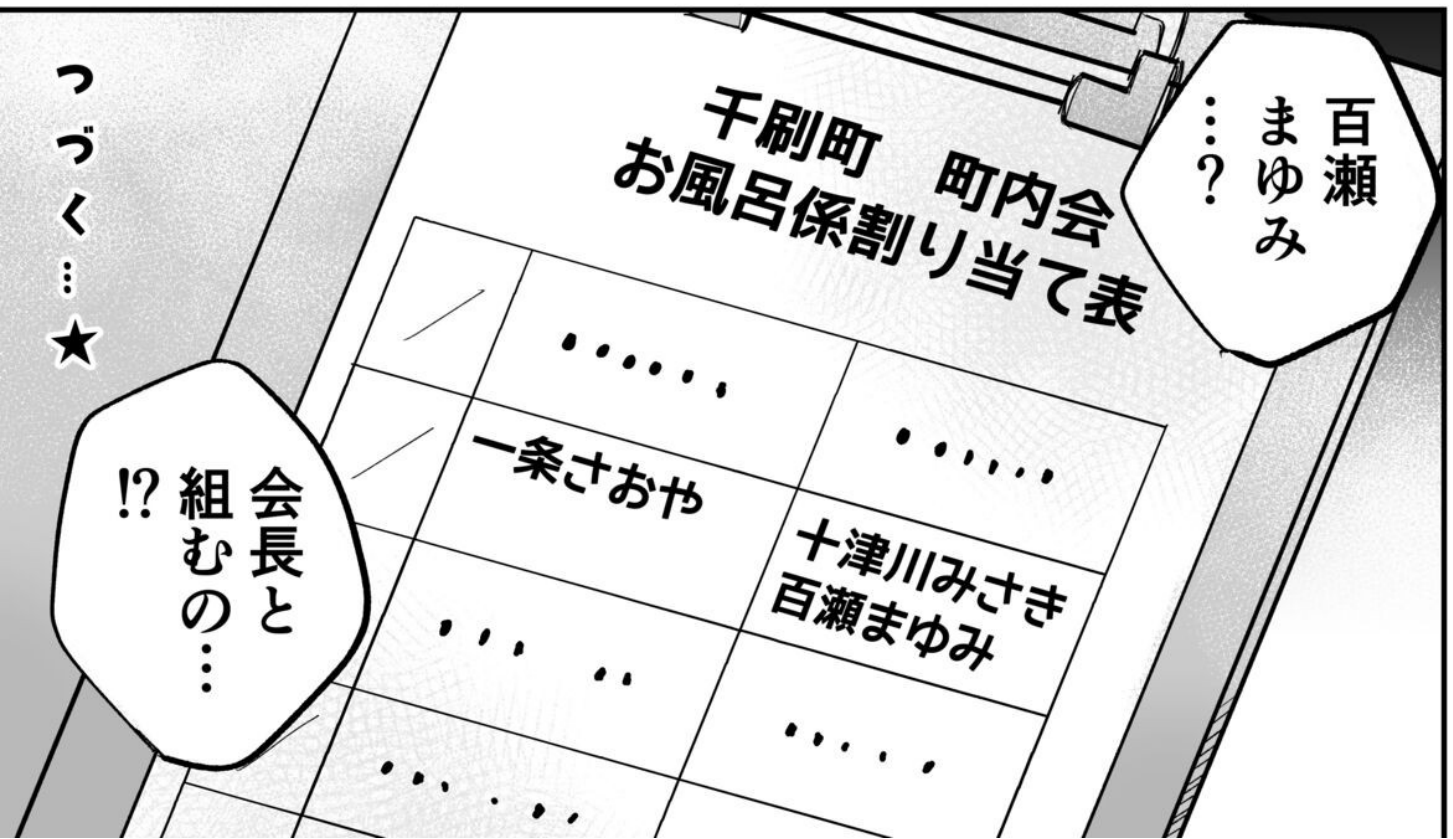 百瀬
まゆみ
…?
千刷町 町内会
お風呂係割り当て表
一条さおや
十津川みさき
百瀬まゆみ
会長と
組むの…
!?
つづく…★